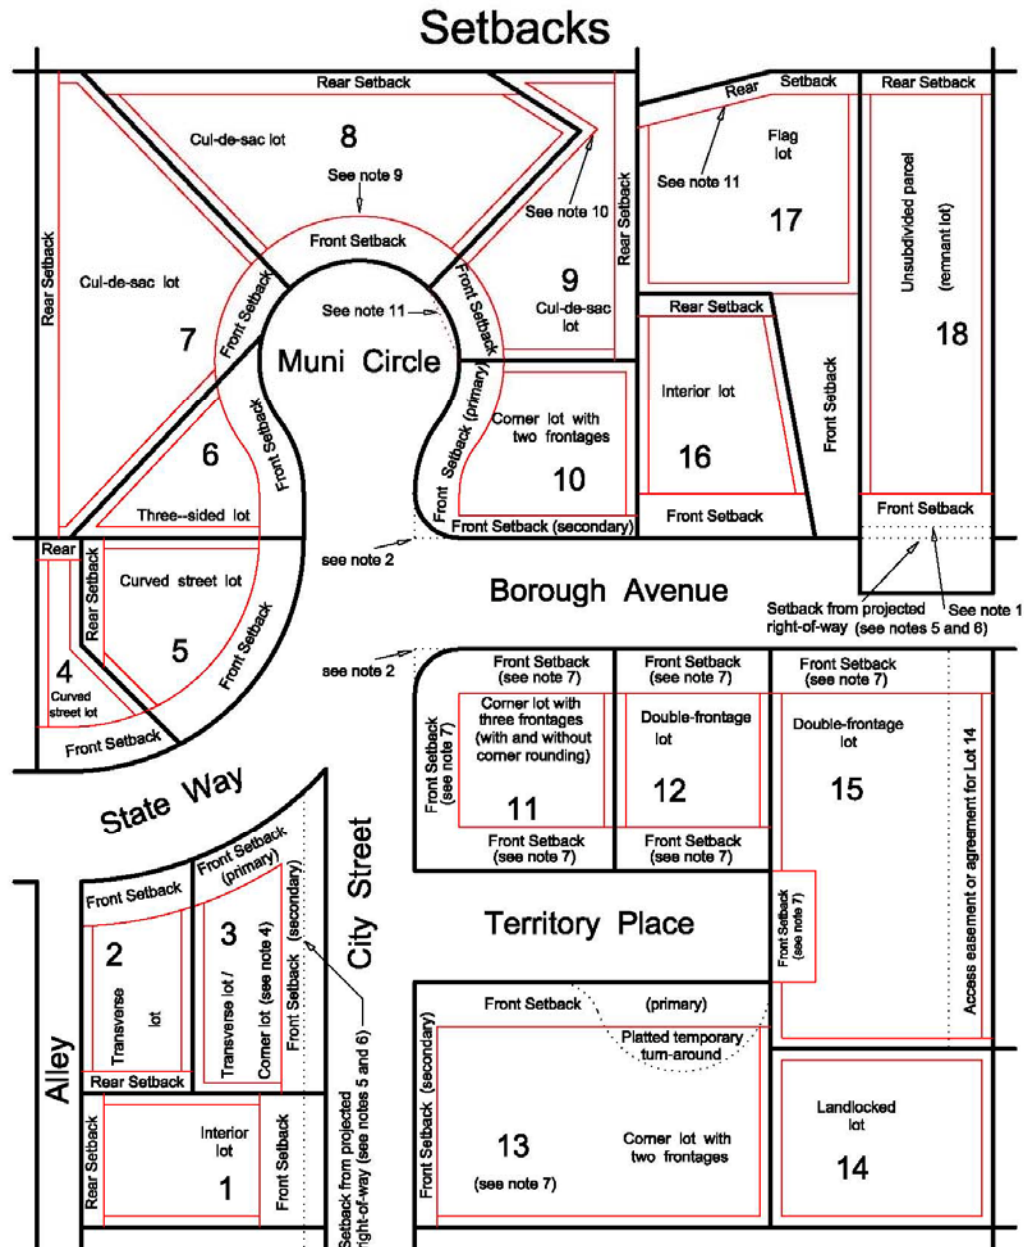 Setbacks
Rear Setback
Cul-de-sac lot
8
See note 9
Front Setback
Rear Setback
Cul-de-sac lot
7
Front Setback
See note 11
Muni Circle
See note 10
Rear Setback
9
Cul-de-sac
lot
Front Setback
Rear
Setback
Flag
lot
See note 11
17
Rear Setback
Unsubdivided parcel
(remnant lot)
18
Front Setback
Rear Setback
Interior lot
16
Front Setback
Front Setback
Front Setback (primary)
Corner lot with
two frontages
10
Front Setback (secondary)
6
Three--sided lot
Front Setback
see note 2
Borough Avenue
Setback from projected
right-of-way (see notes 5 and 6)
See note 1
Rear
Rear Setback
Curved street lot
5
Front Setback
4
Curved
street lot
Front Setback
see note 2
Front Setback
(see note 7)
Front Setback
(see note 7)
Corner lot with
three frontages
(with and without
corner rounding)
11
Front Setback
(see note 7)
Front Setback
(see note 7)
Double-frontage
lot
12
Front Setback
(see note 7)
Front Setback
(see note 7)
Double-frontage
lot
15
Front Setback
(see note 7)
Access easement or agreement for Lot 14
State Way
City Street
Front Setback
2
Transverse
lot
Rear Setback
Front Setback
(primary)
3
Transverse lot /
Corner lot (see note 4)
Front Setback (secondary)
Setback from projected
right-of-way (see notes 5 and 6)
Alley
Rear Setback
Interior
lot
1
Front Setback
Territory Place
Front Setback (primary)
Platted temporary
turn-around
Front Setback (secondary)
13
(see note 7)
Corner lot with
two frontages
Landlocked
lot
14